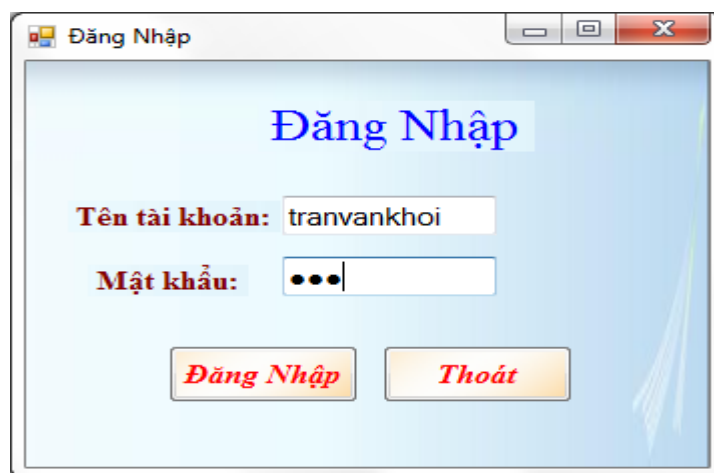 Đăng Nhập
Đăng Nhập
Tên tài khoản: tranvankhoi
Mật khẩu: ●●●
Đăng Nhập Thoát